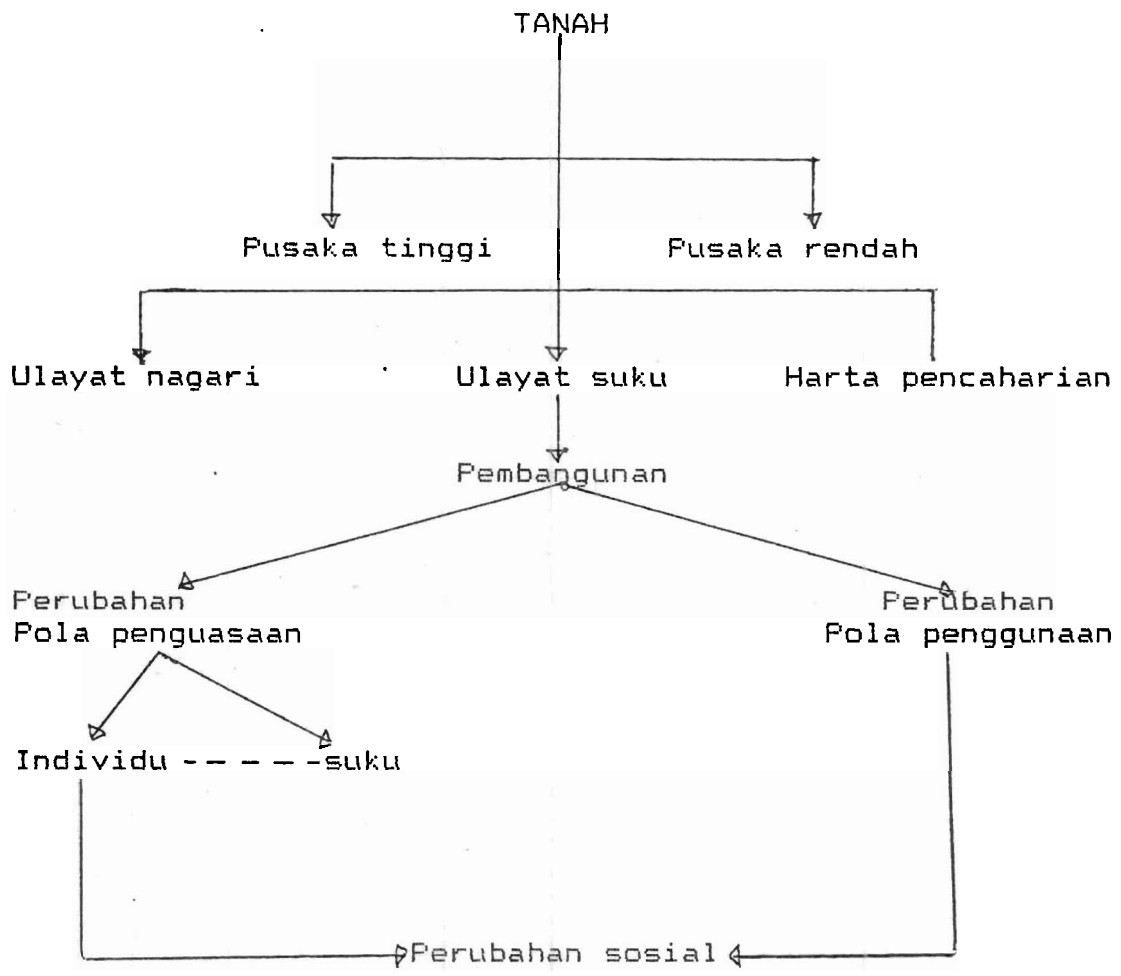 TANAH
Pusaka tinggi
Pusaka rendah
Ulayat nagari
Ulayat suku
Harta pencaharian
Pembangunan
Perubahan
Pola penguasaan
Perubahan
Pola penggunaan
Individu - - - - -suku
Perubahan sosial